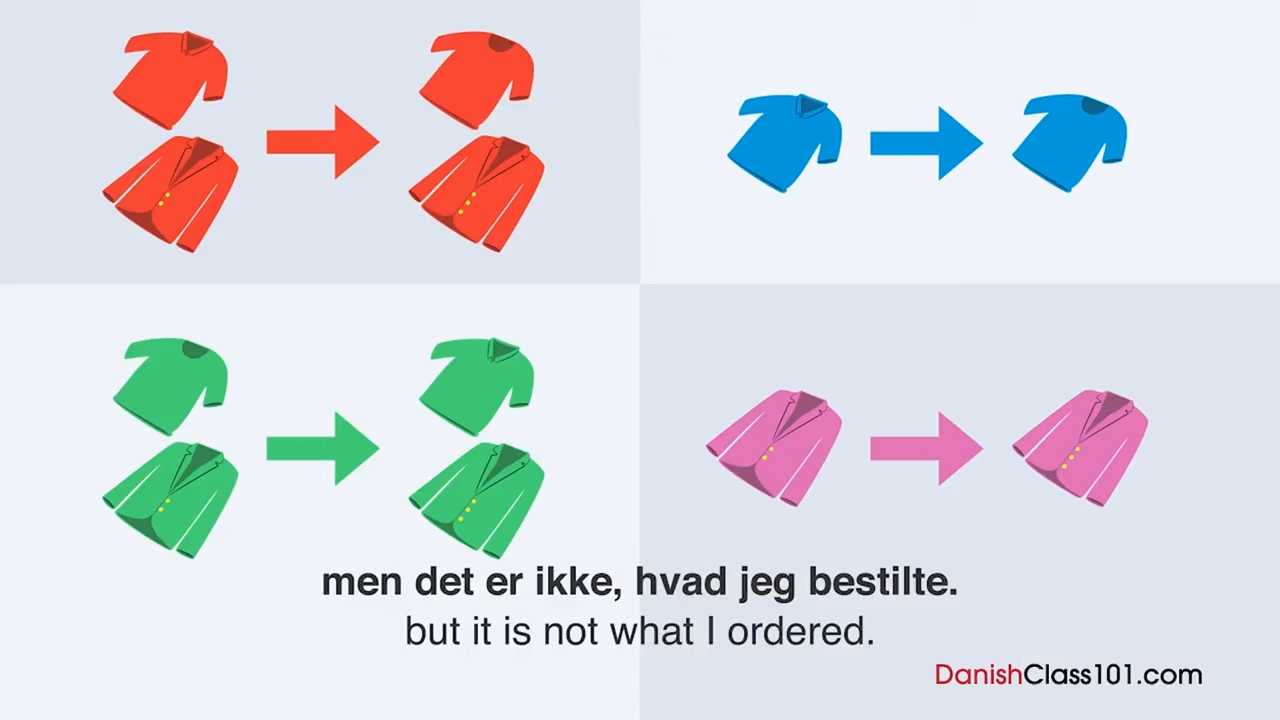 men det er ikke, hvad jeg bestilte.
but it is not what I ordered.
DanishClass101.com